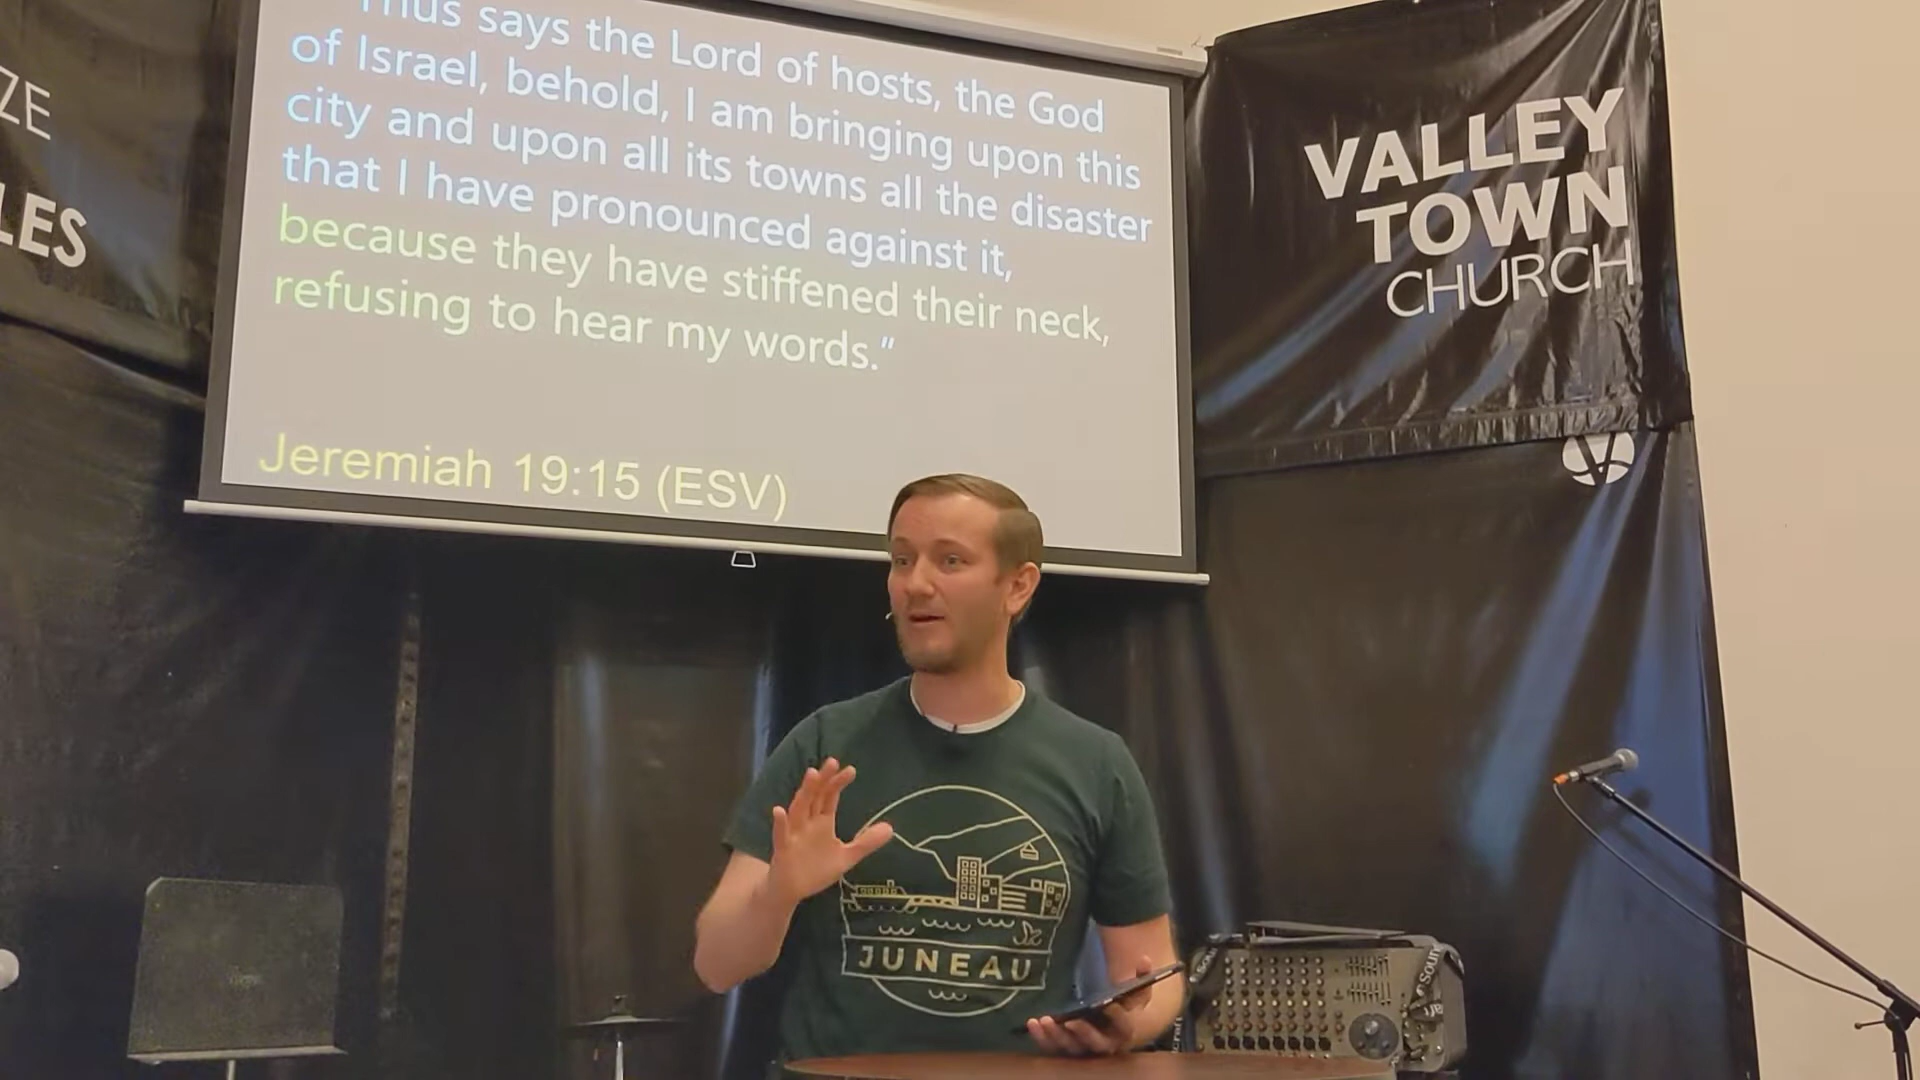 Thus says the Lord of hosts, the God
of Israel, behold, I am bringing upon this
city and upon all its towns all the disaster
that I have pronounced against it,
because they have stiffened their neck,
refusing to hear my words.”
Jeremiah 19:15 (ESV)
VALLEY
TOWN
CHURCH
ZE
LES
JUNEAU